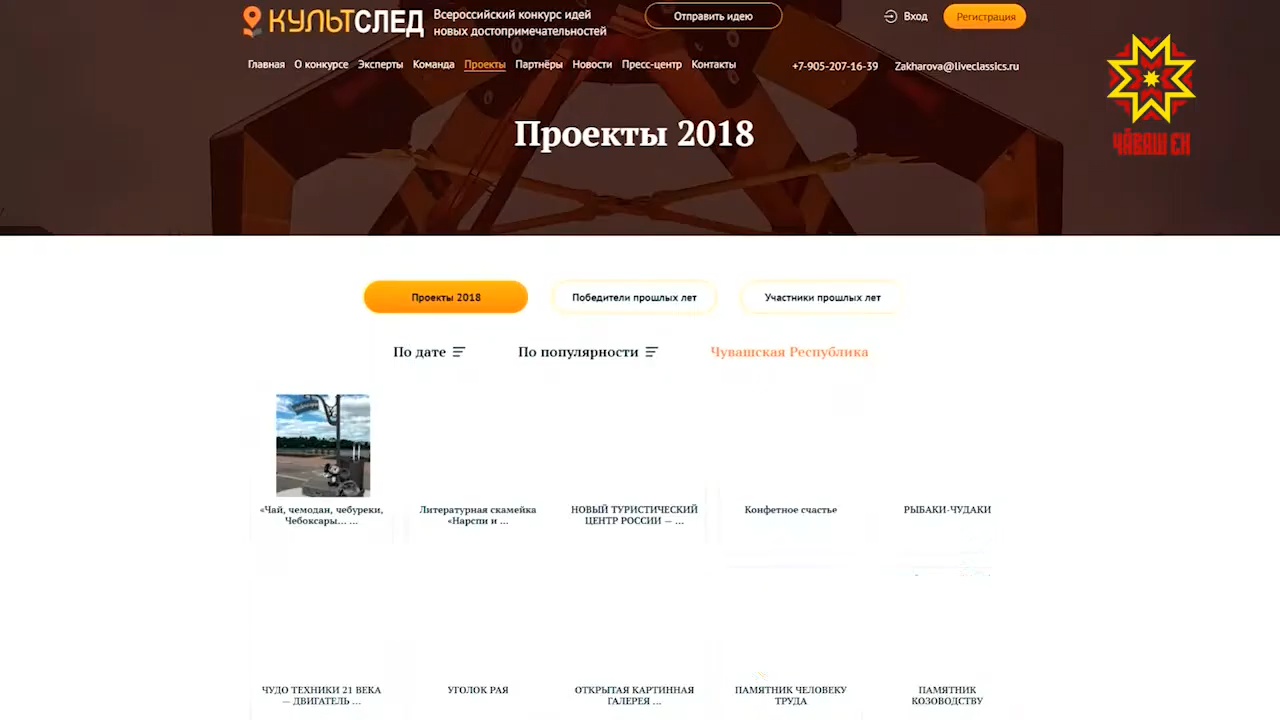 КУЛЬТСЛЕД
Всероссийский конкурс идей
новых достопримечательностей
Отправить идею
Вход
Регистрация
Главная О конкурсе Эксперты Команда Проекты Партнёры Новости Пресс-центр Контакты
+7-905-207-16-39
Zakharova@liveclassics.ru
ЧӐВАШ ЕН
Проекты 2018
Проекты 2018
Победители прошлых лет
Участники прошлых лет
По дате
По популярности
Чувашская Республика
«Чай, чемодан, чебуреки,
Чебоксары... ...
Литературная скамейка
«Нарспи и ...
НОВЫЙ ТУРИСТИЧЕСКИЙ
ЦЕНТР РОССИИ — ...
Конфетное счастье
РЫБАКИ-ЧУДАКИ
ЧУДО ТЕХНИКИ 21 ВЕКА
— ДВИГАТЕЛЬ ...
УГОЛОК РАЯ
ОТКРЫТАЯ КАРТИННАЯ
ГАЛЕРЕЯ ...
ПАМЯТНИК ЧЕЛОВЕКУ
ТРУДА
ПАМЯТНИК
КОЗОВОДСТВУ